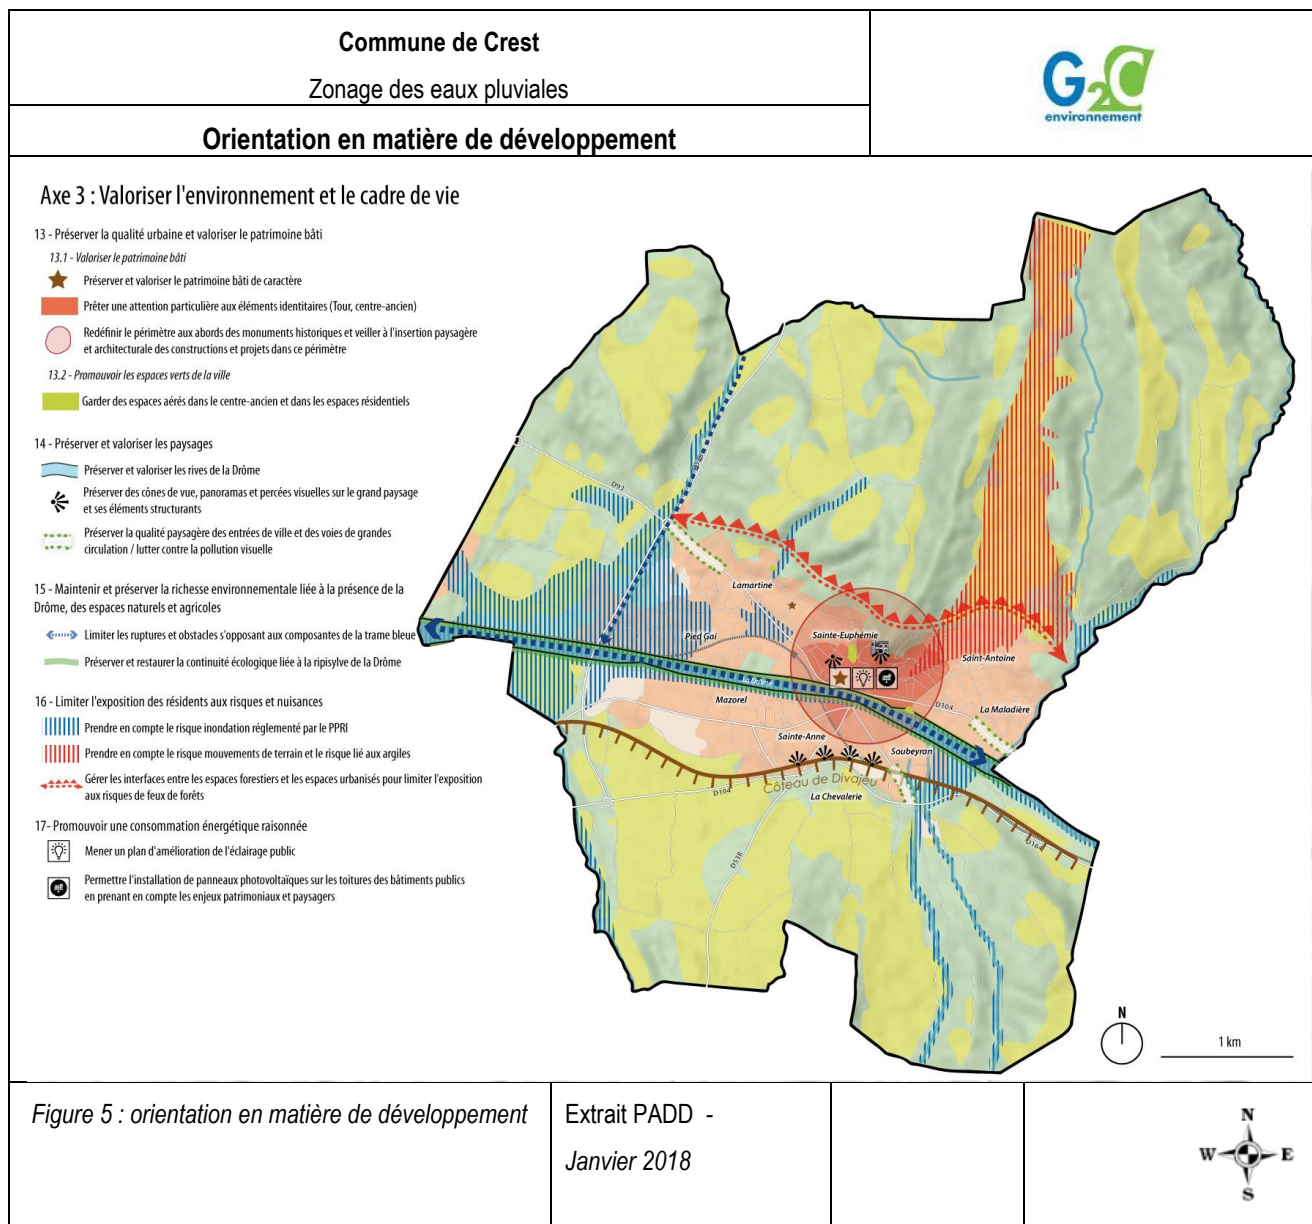 Commune de Crest
Zonage des eaux pluviales
Orientation en matière de développement
G2C
environnement
Axe 3 : Valoriser l'environnement et le cadre de vie
13 - Préserver la qualité urbaine et valoriser le patrimoine bâti
13.1 - Valoriser le patrimoine bâti
Préserver et valoriser le patrimoine bâti de caractère
Prêter une attention particulière aux éléments identitaires (Tour, centre-ancien)
Redéfinir le périmètre aux abords des monuments historiques et veiller à l'insertion paysagère
et architecturale des constructions et projets dans ce périmètre
13.2 - Promouvoir les espaces verts de la ville
Garder des espaces aérés dans le centre-ancien et dans les espaces résidentiels
14 - Préserver et valoriser les paysages
Préserver et valoriser les rives de la Drôme
Préserver des cônes de vue, panoramas et percées visuelles sur le grand paysage
et ses éléments structurants
Préserver la qualité paysagère des entrées de ville et des voies de grandes
circulation / lutter contre la pollution visuelle
15 - Maintenir et préserver la richesse environnementale liée à la présence de la
Drôme, des espaces naturels et agricoles
Limiter les ruptures et obstacles s'opposant aux composantes de la trame bleue
Préserver et restaurer la continuité écologique liée à la ripisylve de la Drôme
16 - Limiter l'exposition des résidents aux risques et nuisances
Prendre en compte le risque inondation réglementé par le PPRI
Prendre en compte le risque mouvements de terrain et le risque lié aux argiles
Gérer les interfaces entre les espaces forestiers et les espaces urbanisés pour limiter l'exposition
aux risques de feux de forêts
17- Promouvoir une consommation énergétique raisonnée
Mener un plan d'amélioration de l'éclairage public
Permettre l'installation de panneaux photovoltaïques sur les toitures des bâtiments publics
en prenant en compte les enjeux patrimoniaux et paysagers
D93
D538
Lamartine
Pied Gai
Sainte-Euphémie
Saint-Antoine
La Drôme
Mazorel
D104
La Maladière
Sainte-Anne
Soubeyran
Côteau de Divajeu
D104
La Chevalerie
D538
D164
N
1 km
Figure 5 : orientation en matière de développement
Extrait PADD -
Janvier 2018
N
W
E
S